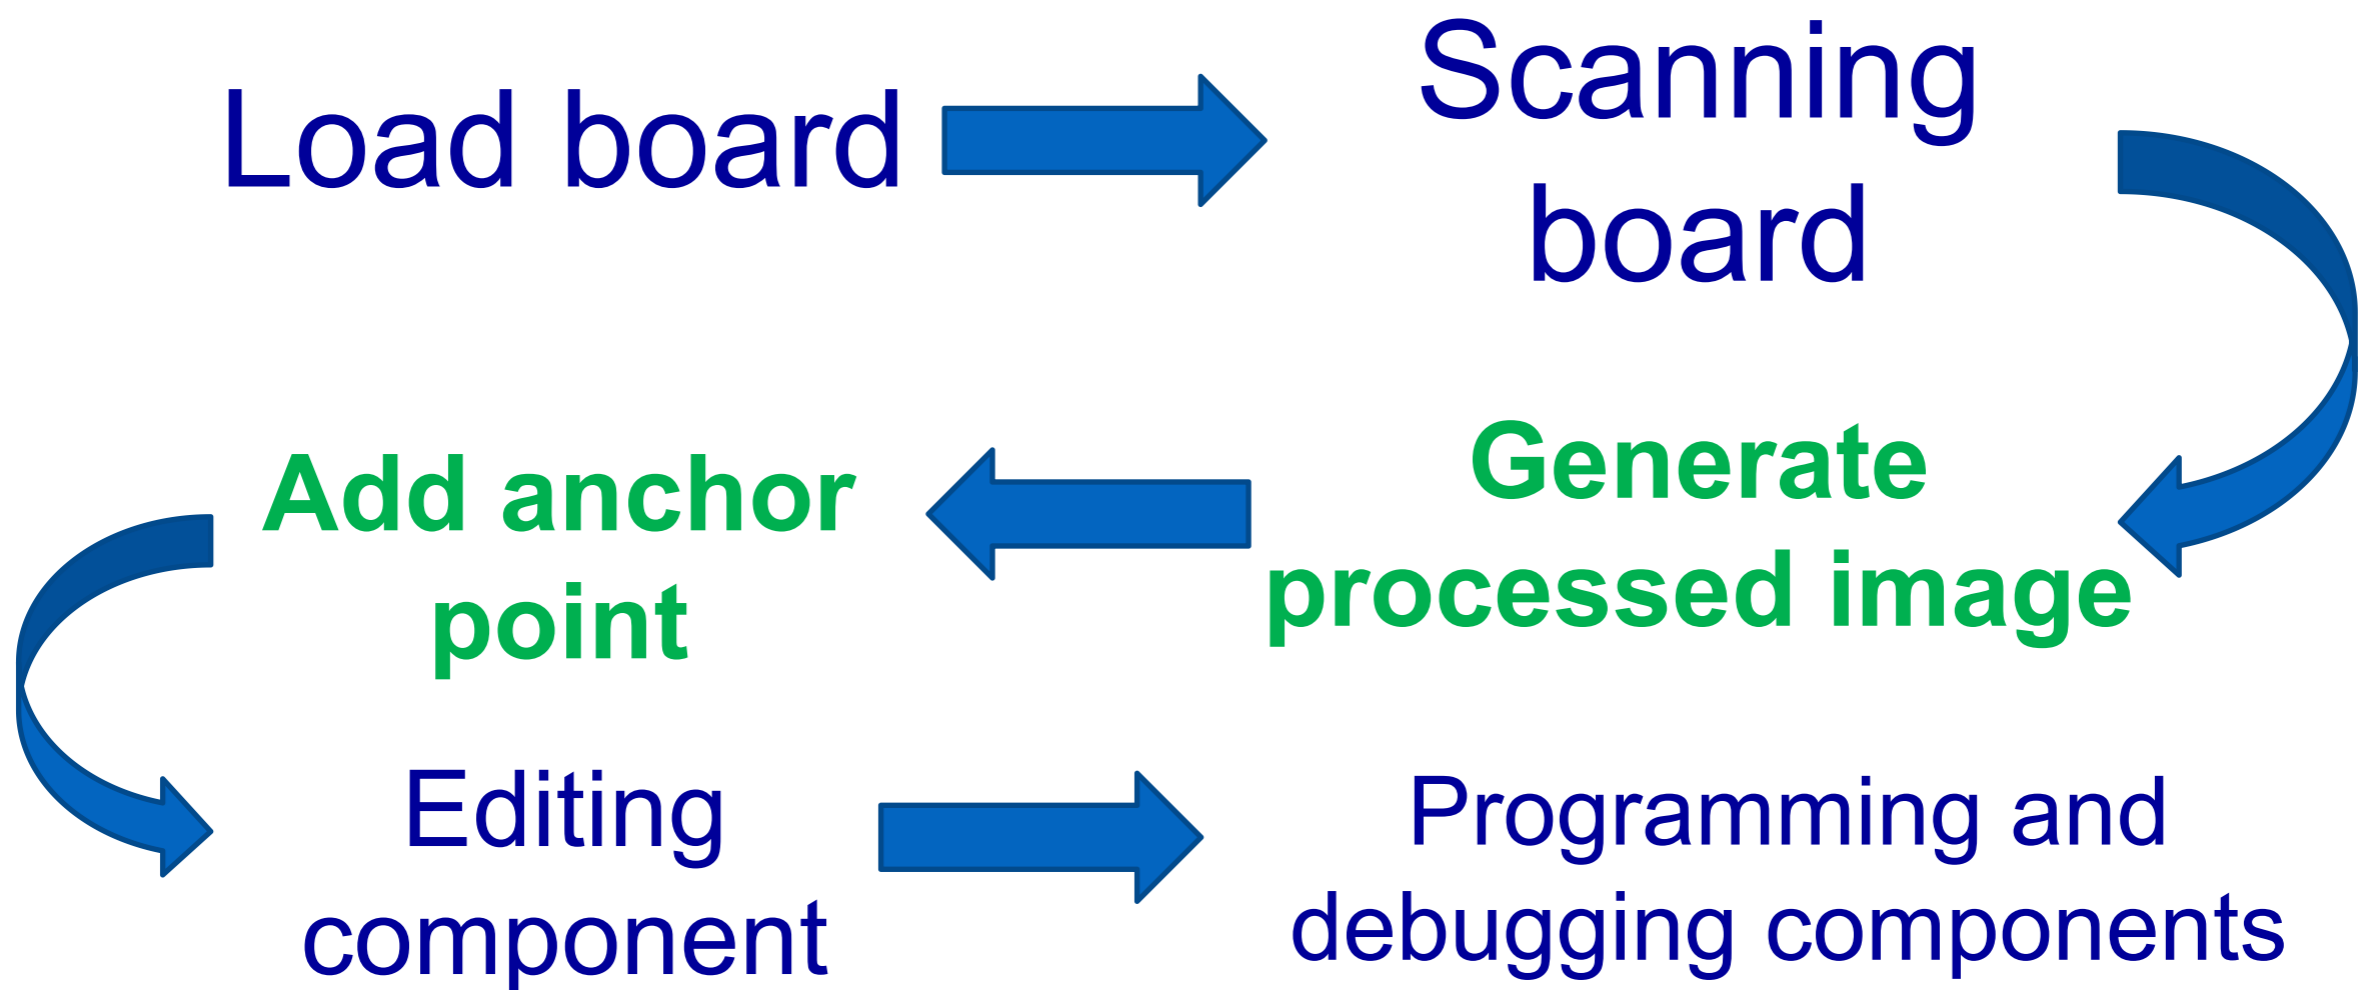 Load board
Scanning
board
Generate
processed image
Add anchor
point
Editing
component
Programming and
debugging components